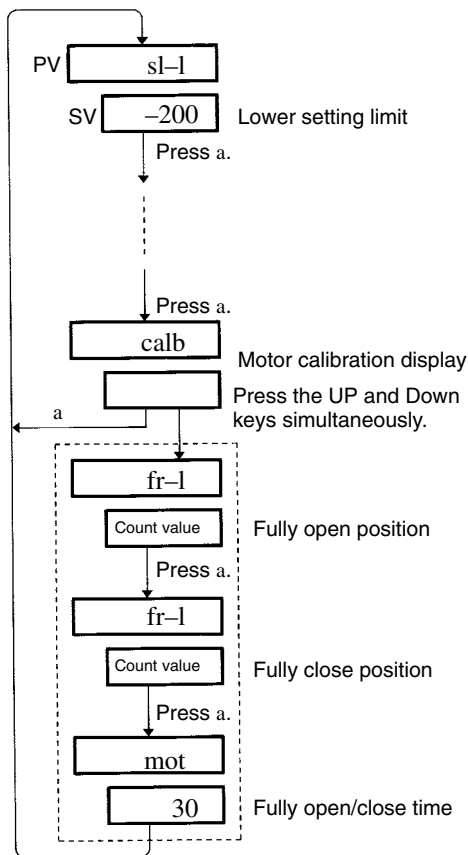 PV sl–l
SV –200 Lower setting limit
Press a.
Press a.
calb
Motor calibration display
Press the UP and Down
keys simultaneously.
a
fr–l
Count value Fully open position
Press a.
fr–l
Count value Fully close position
Press a.
mot
30 Fully open/close time